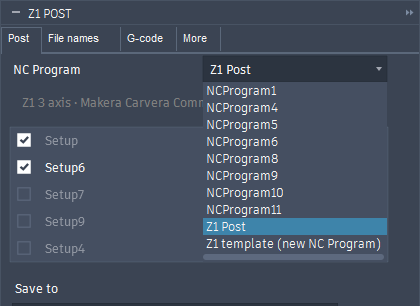 Z1 POST
Post
File names
G-code
More
NC Program
Z1 Post
NCProgram1
Z1 3 axis · Makera Carvera Com
NCProgram4
NCProgram5
Setup
NCProgram6
Setup6
NCProgram8
NCProgram9
Setup7
NCProgram10
NCProgram11
Setup9
Z1 Post
Setup4
Z1 template (new NC Program)
Save to